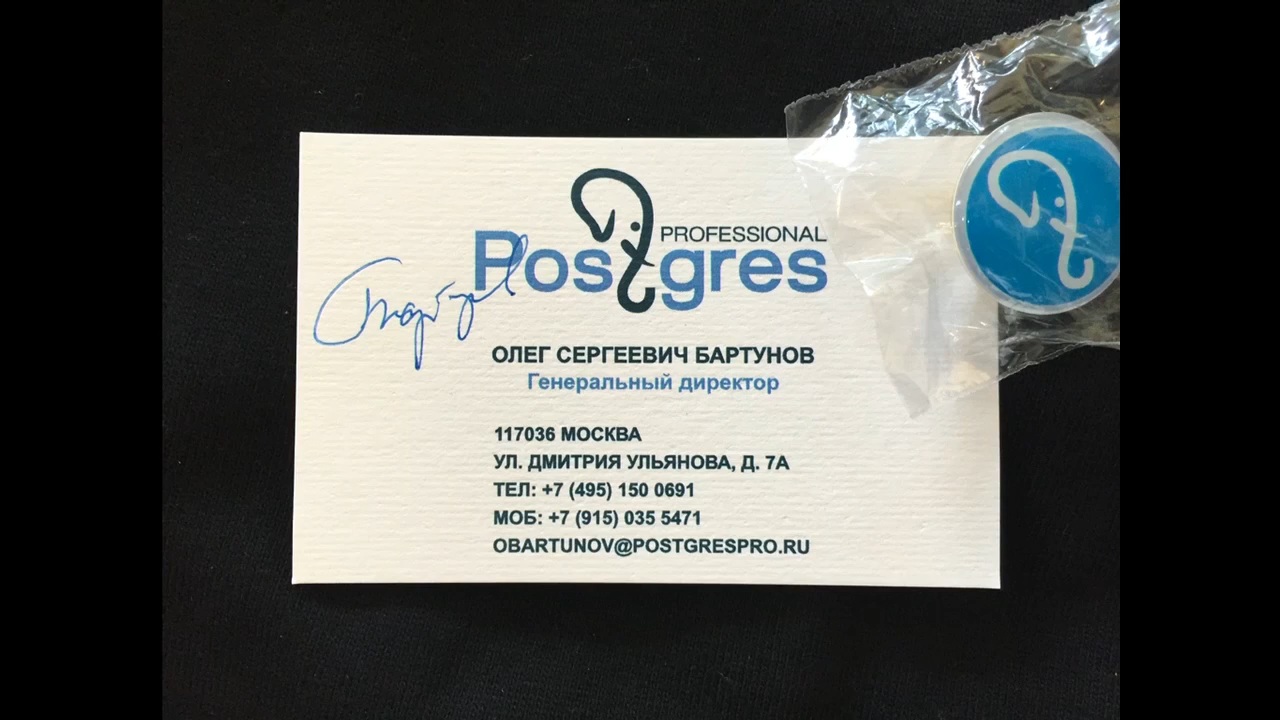 PROFESSIONAL
Postgres
ОЛЕГ СЕРГЕЕВИЧ БАРТУНОВ
Генеральный директор
117036 МОСКВА
УЛ. ДМИТРИЯ УЛЬЯНОВА, Д. 7А
ТЕЛ: +7 (495) 150 0691
МОБ: +7 (915) 035 5471
OBARTUNOV@POSTGRESPRO.RU